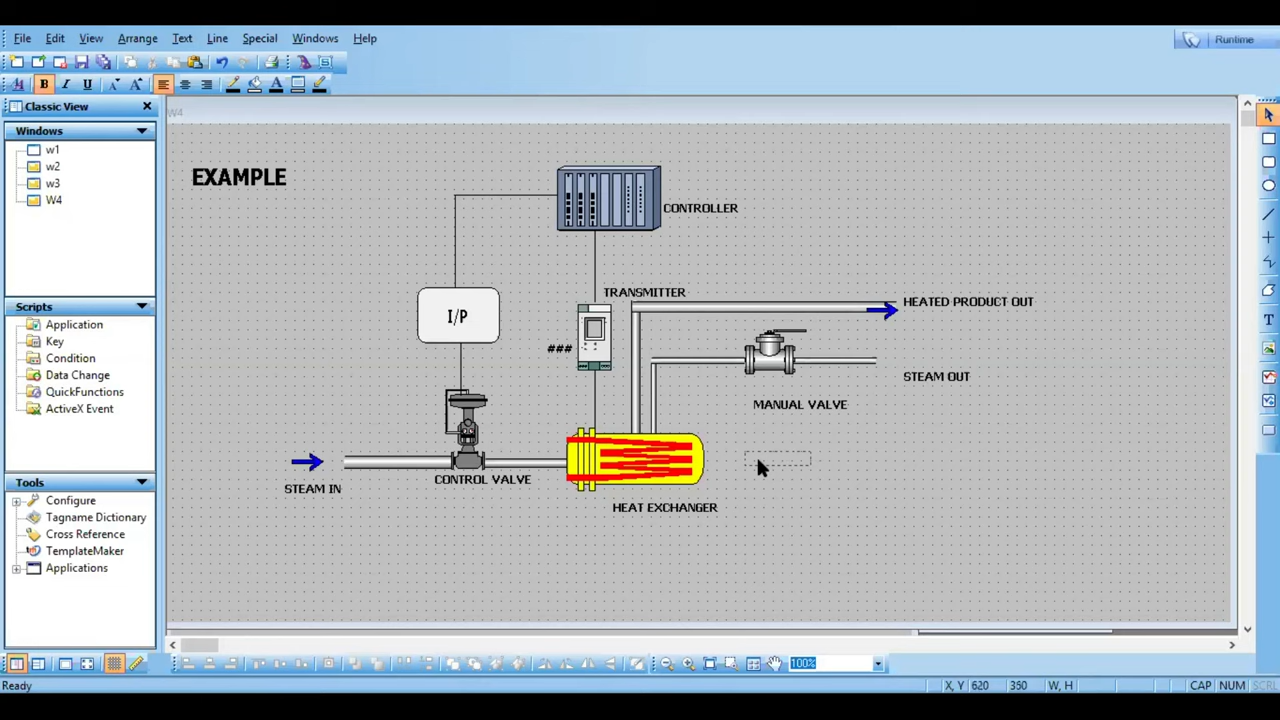 File Edit View Arrange Text Line Special Windows Help
Runtime
B I U A A A
Classic View
W4
Windows
w1
w2
w3
W4
EXAMPLE
CONTROLLER
TRANSMITTER
I/P
###
HEATED PRODUCT OUT
STEAM OUT
MANUAL VALVE
STEAM IN
CONTROL VALVE
HEAT EXCHANGER
Scripts
Application
Key
Condition
Data Change
QuickFunctions
ActiveX Event
Tools
Configure
Tagname Dictionary
Cross Reference
TemplateMaker
Applications
T
100%
Ready
X, Y 620 350 W, H
CAP NUM SCRL